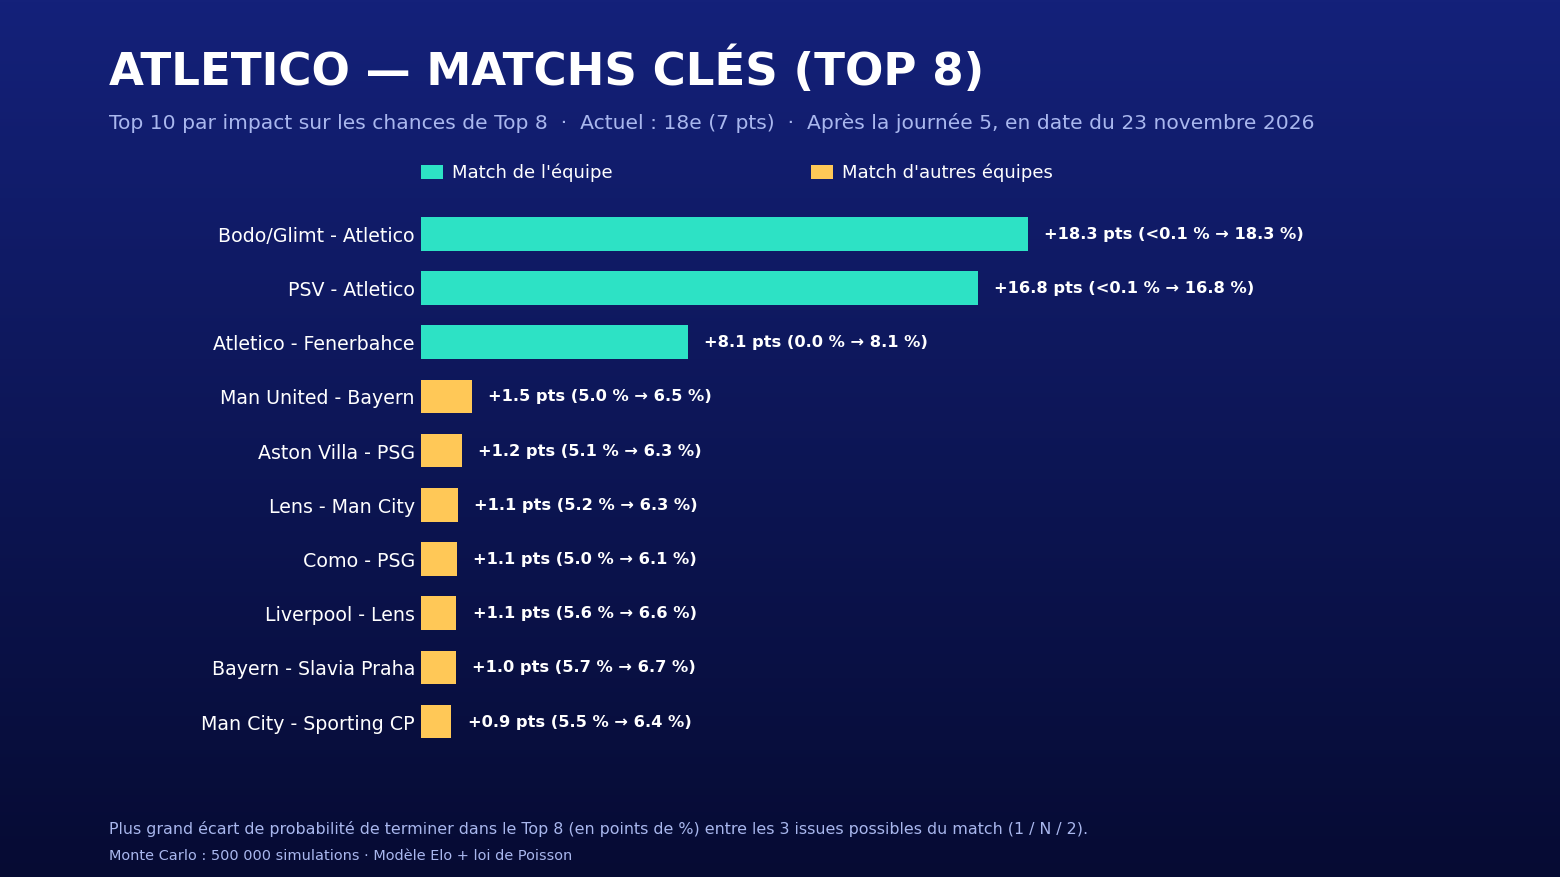 ATLETICO — MATCHS CLÉS (TOP 8)
Top 10 par impact sur les chances de Top 8 · Actuel : 18e (7 pts) · Après la journée 5, en date du 23 novembre 2026
Match de l'équipe Match d'autres équipes
Bodo/Glimt - Atletico +18.3 pts (<0.1 % → 18.3 %)
PSV - Atletico +16.8 pts (<0.1 % → 16.8 %)
Atletico - Fenerbahce +8.1 pts (0.0 % → 8.1 %)
Man United - Bayern +1.5 pts (5.0 % → 6.5 %)
Aston Villa - PSG +1.2 pts (5.1 % → 6.3 %)
Lens - Man City +1.1 pts (5.2 % → 6.3 %)
Como - PSG +1.1 pts (5.0 % → 6.1 %)
Liverpool - Lens +1.1 pts (5.6 % → 6.6 %)
Bayern - Slavia Praha +1.0 pts (5.7 % → 6.7 %)
Man City - Sporting CP +0.9 pts (5.5 % → 6.4 %)
Plus grand écart de probabilité de terminer dans le Top 8 (en points de %) entre les 3 issues possibles du match (1 / N / 2).
Monte Carlo : 500 000 simulations · Modèle Elo + loi de Poisson